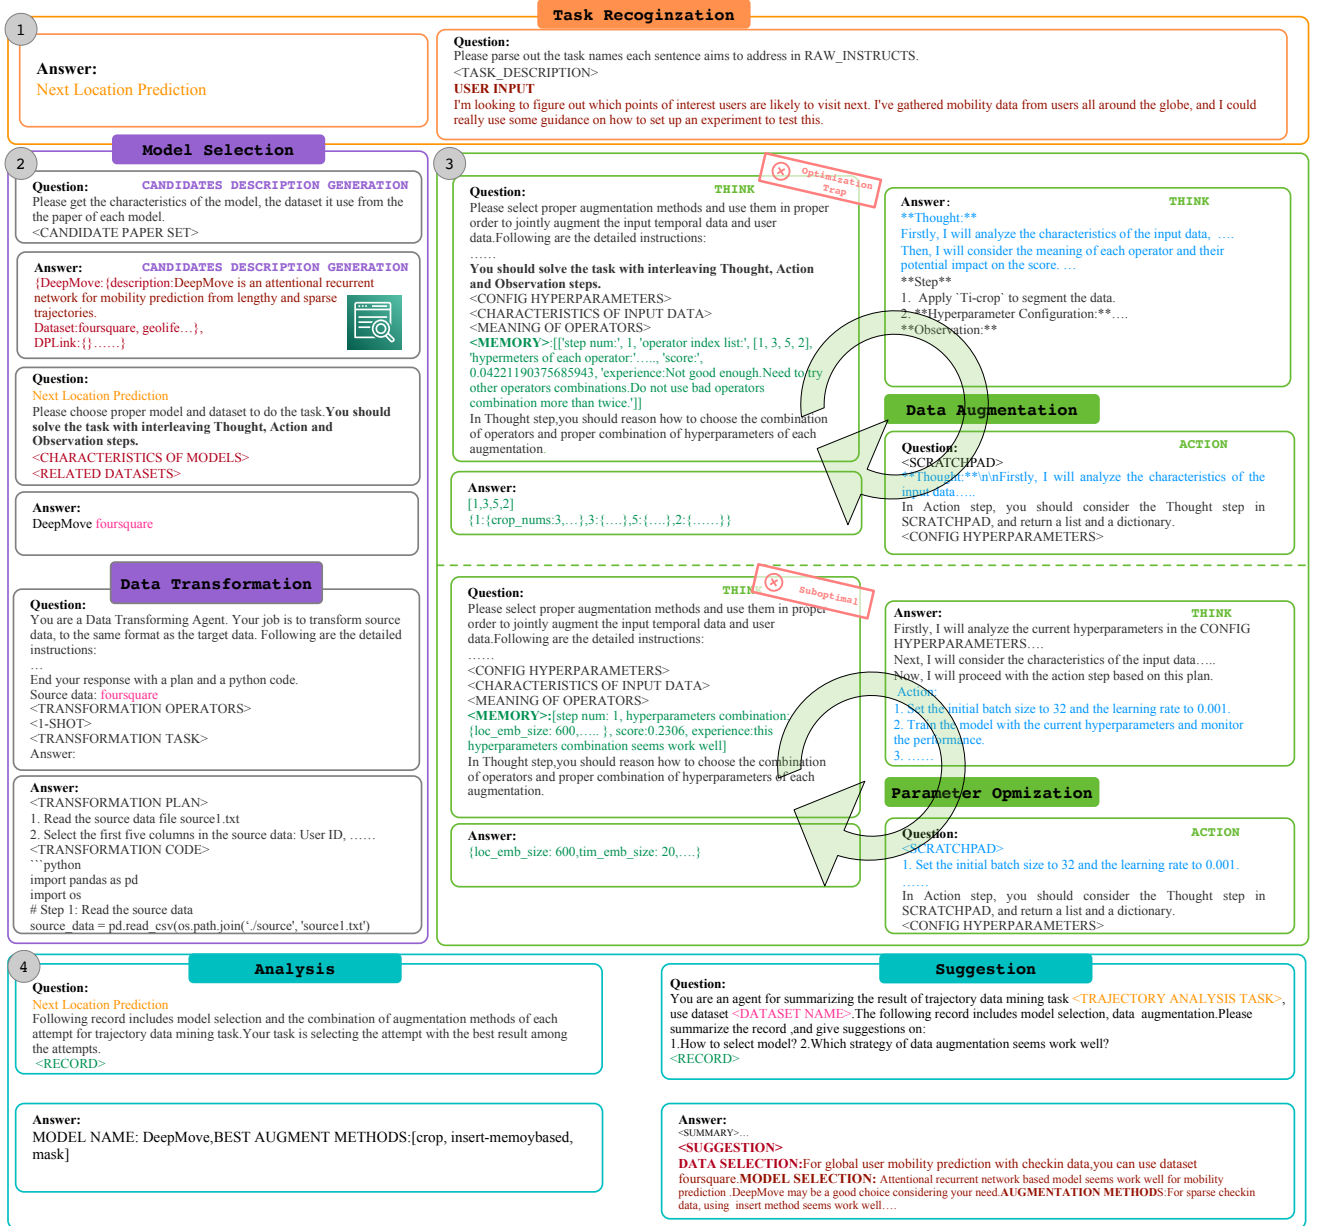 Task Recoginzation
1
Answer:
Next Location Prediction
Question:
Please parse out the task names each sentence aims to address in RAW_INSTRUCTS.
<TASK_DESCRIPTION>
USER INPUT
I'm looking to figure out which points of interest users are likely to visit next. I've gathered mobility data from users all around the globe, and I could
really use some guidance on how to set up an experiment to test this.
Model Selection
2
Question: CANDIDATES DESCRIPTION GENERATION
Please get the characteristics of the model, the dataset it use from the
the paper of each model.
<CANDIDATE PAPER SET>
Answer: CANDIDATES DESCRIPTION GENERATION
{DeepMove:{description:DeepMove is an attentional recurrent
network for mobility prediction from lengthy and sparse
trajectories.
Dataset:foursquare, geolife…},
DPLink:{}……}
Question:
Next Location Prediction
Please choose proper model and dataset to do the task.You should
solve the task with interleaving Thought, Action and
Observation steps.
<CHARACTERISTICS OF MODELS>
<RELATED DATASETS>
Answer:
DeepMove foursquare
Data Transformation
Question:
You are a Data Transforming Agent. Your job is to transform source
data, to the same format as the target data. Following are the detailed
instructions:
…
End your response with a plan and a python code.
Source data: foursquare
<TRANSFORMATION OPERATORS>
<1-SHOT>
<TRANSFORMATION TASK>
Answer:
Answer:
<TRANSFORMATION PLAN>
1. Read the source data file source1.txt
2. Select the first five columns in the source data: User ID, ……
<TRANSFORMATION CODE>
```python
import pandas as pd
import os
# Step 1: Read the source data
source_data = pd.read_csv(os.path.join('./source', 'source1.txt')
3
Optimization
Trap
Question: THINK
Please select proper augmentation methods and use them in proper
order to jointly augment the input temporal data and user
data.Following are the detailed instructions:
……
You should solve the task with interleaving Thought, Action
and Observation steps.
<CONFIG HYPERPARAMETERS>
<CHARACTERISTICS OF INPUT DATA>
<MEANING OF OPERATORS>
<MEMORY>:[['step num:', 1, 'operator index list:', [1, 3, 5, 2],
'hypermeters of each operator:'….., 'score:',
0.04221190375685943, 'experience:Not good enough.Need to try
other operators combinations.Do not use bad operators
combination more than twice.']]
In Thought step,you should reason how to choose the combination
of operators and proper combination of hyperparameters of each
augmentation.
Answer:
[1,3,5,2]
{1:{crop_nums:3,…},3:{….},5:{….},2:{……}}
Answer: THINK
**Thought:**
Firstly, I will analyze the characteristics of the input data, ….
Then, I will consider the meaning of each operator and their
potential impact on the score. …
**Step**
1. Apply `Ti-crop` to segment the data.
2. **Hyperparameter Configuration:**….
**Observation:**
Data Augmentation
Question: ACTION
<SCRATCHPAD>
**Thought:**\n\nFirstly, I will analyze the characteristics of the
input data…..
In Action step, you should consider the Thought step in
SCRATCHPAD, and return a list and a dictionary.
<CONFIG HYPERPARAMETERS>
Suboptimal
Question: THINK
Please select proper augmentation methods and use them in proper
order to jointly augment the input temporal data and user
data.Following are the detailed instructions:
……
<CONFIG HYPERPARAMETERS>
<CHARACTERISTICS OF INPUT DATA>
<MEANING OF OPERATORS>
<MEMORY>:[step num: 1, hyperparameters combination:
{loc_emb_size: 600,….. }, score:0.2306, experience:this
hyperparameters combination seems work well]
In Thought step,you should reason how to choose the combination
of operators and proper combination of hyperparameters of each
augmentation.
Answer:
{loc_emb_size: 600,tim_emb_size: 20,….}
Answer: THINK
Firstly, I will analyze the current hyperparameters in the CONFIG
HYPERPARAMETERS….
Next, I will consider the characteristics of the input data…..
Now, I will proceed with the action step based on this plan.
Action:
1. Set the initial batch size to 32 and the learning rate to 0.001.
2. Train the model with the current hyperparameters and monitor
the performance.
3. ……
Parameter Opmization
Question: ACTION
<SCRATCHPAD>
1. Set the initial batch size to 32 and the learning rate to 0.001.
……
In Action step, you should consider the Thought step in
SCRATCHPAD, and return a list and a dictionary.
<CONFIG HYPERPARAMETERS>
4
Analysis
Question:
Next Location Prediction
Following record includes model selection and the combination of augmentation methods of each
attempt for trajectory data mining task.Your task is selecting the attempt with the best result among
the attempts.
<RECORD>
Answer:
MODEL NAME: DeepMove,BEST AUGMENT METHODS:[crop, insert-memoybased,
mask]
Suggestion
Question:
You are an agent for summarizing the result of trajectory data mining task <TRAJECTORY ANALYSIS TASK>,
use dataset <DATASET NAME>.The following record includes model selection, data augmentation.Please
summarize the record ,and give suggestions on:
1.How to select model? 2.Which strategy of data augmentation seems work well?
<RECORD>
Answer:
<SUMMARY>…
<SUGGESTION>
DATA SELECTION:For global user mobility prediction with checkin data,you can use dataset
foursquare.MODEL SELECTION: Attentional recurrent network based model seems work well for mobility
prediction .DeepMove may be a good choice considering your need.AUGMENTATION METHODS:For sparse checkin
data, using insert method seems work well….